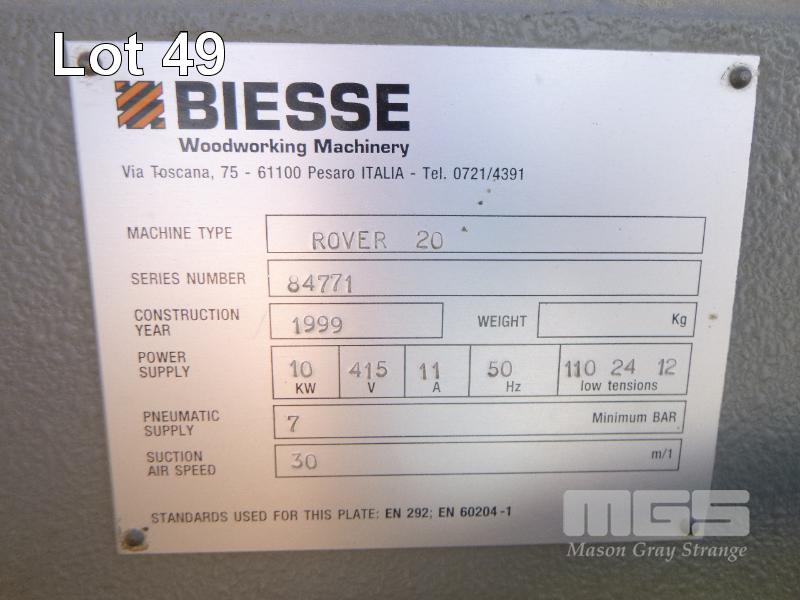 Lot 49
BIESSE
Woodworking Machinery
Via Toscana, 75 - 61100 Pesaro ITALIA - Tel. 0721/4391
MACHINE TYPE ROVER 20
SERIES NUMBER 84771
CONSTRUCTION YEAR 1999 WEIGHT Kg
POWER SUPPLY 10 KW 415 V 11 A 50 Hz 110 24 12 low tensions
PNEUMATIC SUPPLY 7 Minimum BAR
SUCTION AIR SPEED 30 m/1
STANDARDS USED FOR THIS PLATE: EN 292; EN 60204-1
MGS
Mason Gray Strange